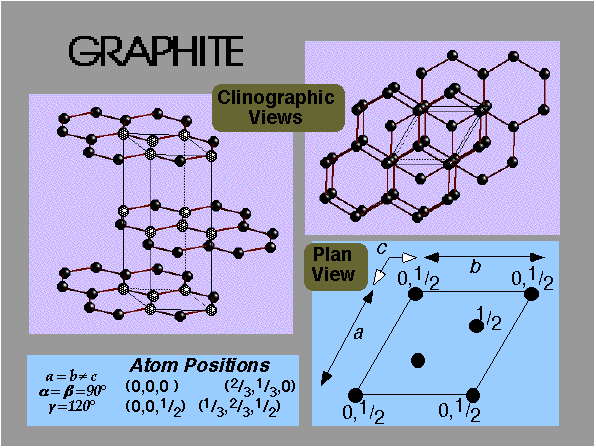 GRAPHITE
Clinographic
Views
Plan
View
c
b
a
0,1/2
0,1/2
1/2
0,1/2
0,1/2
Atom Positions
a = b ≠ c
α = β = 90°
γ = 120°
(0,0,0 ) (2/3,1/3,0)
(0,0,1/2) (1/3,2/3,1/2)